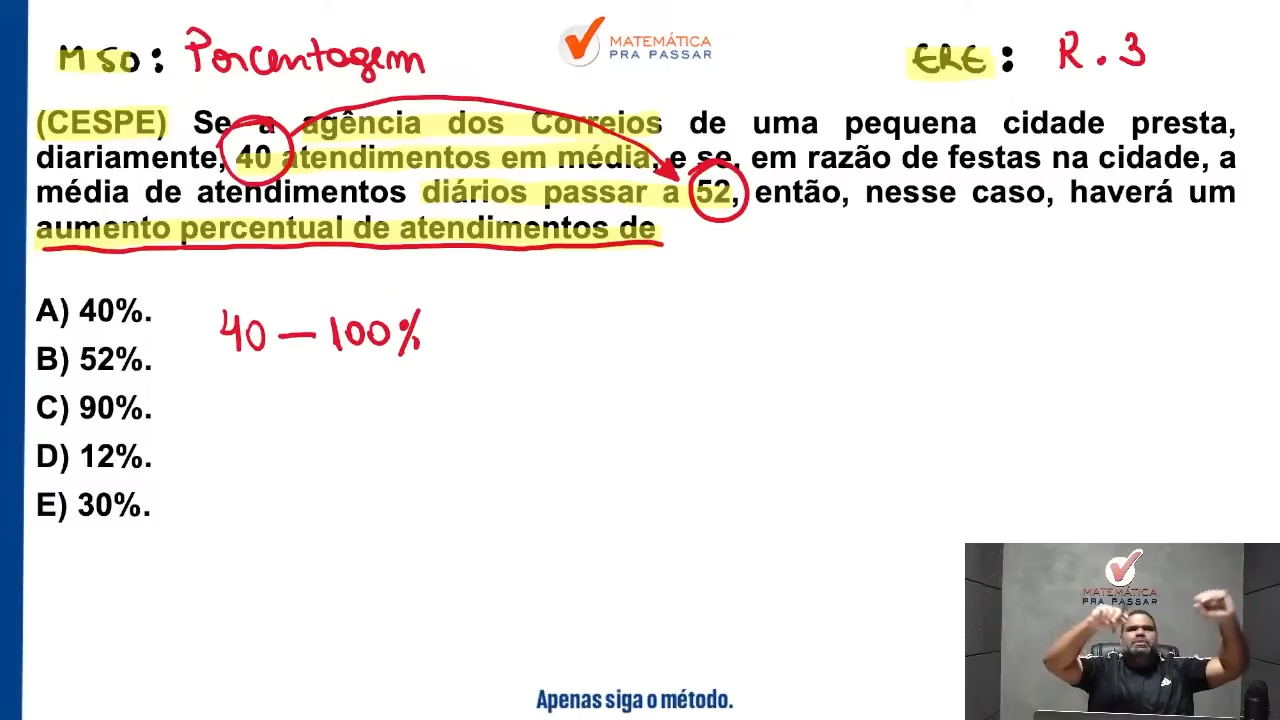 MSO: Porcentagem
MATEMÁTICA
PRA PASSAR
ERE: R.3
(CESPE) Se a agência dos Correios de uma pequena cidade presta,
diariamente, 40 atendimentos em média, e se, em razão de festas na cidade, a
média de atendimentos diários passar a 52, então, nesse caso, haverá um
aumento percentual de atendimentos de
A) 40%.
40 — 100%
B) 52%.
C) 90%.
D) 12%.
E) 30%.
MATEMÁTICA
PRA PASSAR
Apenas siga o método.